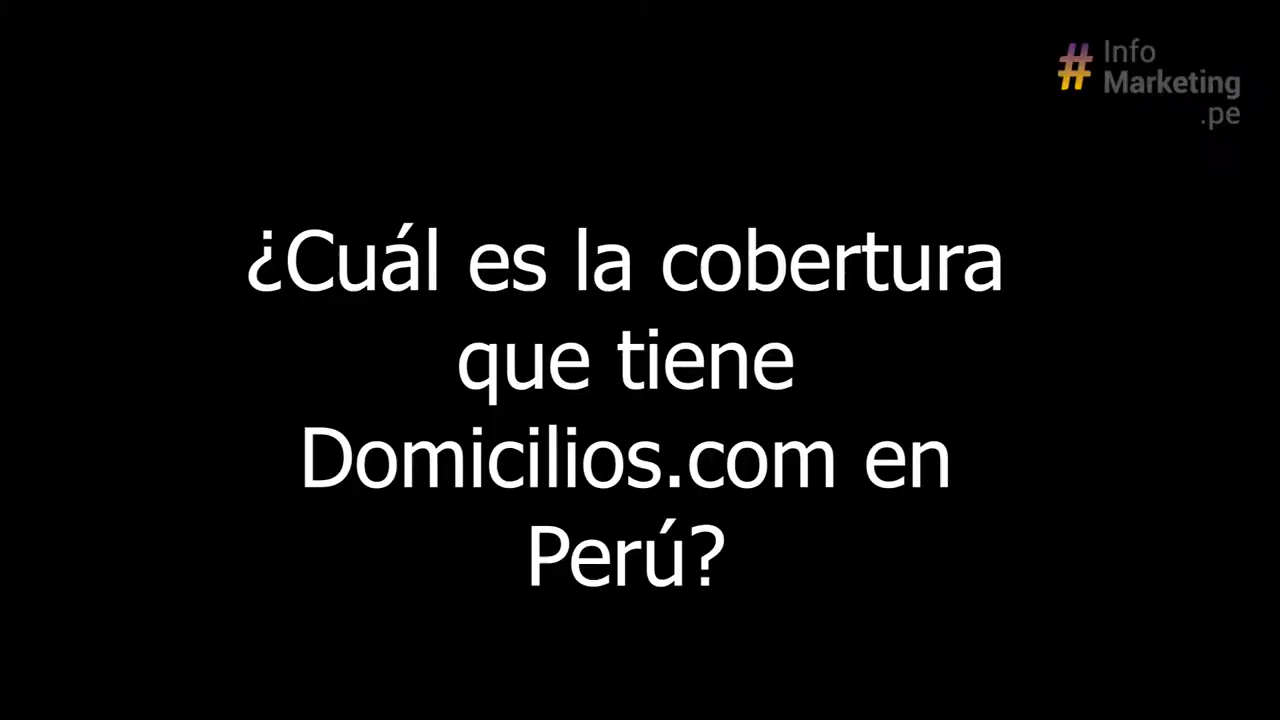 # Info
Marketing
.pe
¿Cuál es la cobertura
que tiene
Domicilios.com en
Perú?